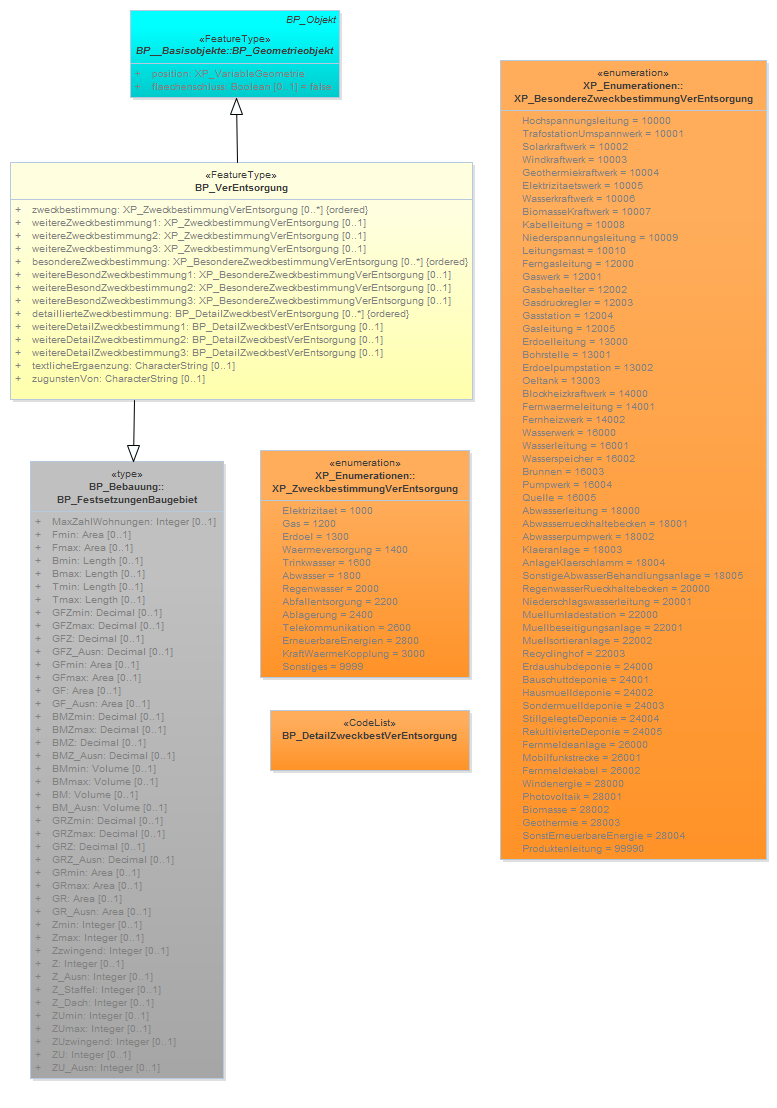 BP_Objekt
«FeatureType»
BP__Basisobjekte::BP_Geometrieobjekt
+ position: XP_VariableGeometrie
+ flaechenschluss: Boolean [0..1] = false
«FeatureType»
BP_VerEntsorgung
+ zweckbestimmung: XP_ZweckbestimmungVerEntsorgung [0..*] {ordered}
+ weitereZweckbestimmung1: XP_ZweckbestimmungVerEntsorgung [0..1]
+ weitereZweckbestimmung2: XP_ZweckbestimmungVerEntsorgung [0..1]
+ weitereZweckbestimmung3: XP_ZweckbestimmungVerEntsorgung [0..1]
+ besondereZweckbestimmung: XP_BesondereZweckbestimmungVerEntsorgung [0..*] {ordered}
+ weitereBesondZweckbestimmung1: XP_BesondereZweckbestimmungVerEntsorgung [0..1]
+ weitereBesondZweckbestimmung2: XP_BesondereZweckbestimmungVerEntsorgung [0..1]
+ weitereBesondZweckbestimmung3: XP_BesondereZweckbestimmungVerEntsorgung [0..1]
+ detaillierteZweckbestimmung: BP_DetailZweckbestVerEntsorgung [0..*] {ordered}
+ weitereDetailZweckbestimmung1: BP_DetailZweckbestVerEntsorgung [0..1]
+ weitereDetailZweckbestimmung2: BP_DetailZweckbestVerEntsorgung [0..1]
+ weitereDetailZweckbestimmung3: BP_DetailZweckbestVerEntsorgung [0..1]
+ textlicheErgaenzung: CharacterString [0..1]
+ zugunstenVon: CharacterString [0..1]
«type»
BP_Bebauung::
BP_FestsetzungenBaugebiet
+ MaxZahlWohnungen: Integer [0..1]
+ Fmin: Area [0..1]
+ Fmax: Area [0..1]
+ Bmin: Length [0..1]
+ Bmax: Length [0..1]
+ Tmin: Length [0..1]
+ Tmax: Length [0..1]
+ GFZmin: Decimal [0..1]
+ GFZmax: Decimal [0..1]
+ GFZ: Decimal [0..1]
+ GFZ_Ausn: Decimal [0..1]
+ GFmin: Area [0..1]
+ GFmax: Area [0..1]
+ GF: Area [0..1]
+ GF_Ausn: Area [0..1]
+ BMZmin: Decimal [0..1]
+ BMZmax: Decimal [0..1]
+ BMZ: Decimal [0..1]
+ BMZ_Ausn: Decimal [0..1]
+ BMmin: Volume [0..1]
+ BMmax: Volume [0..1]
+ BM: Volume [0..1]
+ BM_Ausn: Volume [0..1]
+ GRZmin: Decimal [0..1]
+ GRZmax: Decimal [0..1]
+ GRZ: Decimal [0..1]
+ GRZ_Ausn: Decimal [0..1]
+ GRmin: Area [0..1]
+ GRmax: Area [0..1]
+ GR: Area [0..1]
+ GR_Ausn: Area [0..1]
+ Zmin: Integer [0..1]
+ Zmax: Integer [0..1]
+ Zzwingend: Integer [0..1]
+ Z: Integer [0..1]
+ Z_Ausn: Integer [0..1]
+ Z_Staffel: Integer [0..1]
+ Z_Dach: Integer [0..1]
+ ZUmin: Integer [0..1]
+ ZUmax: Integer [0..1]
+ ZUzwingend: Integer [0..1]
+ ZU: Integer [0..1]
+ ZU_Ausn: Integer [0..1]
«enumeration»
XP_Enumerationen::
XP_ZweckbestimmungVerEntsorgung
Elektrizitaet = 1000
Gas = 1200
Erdoel = 1300
Waermeversorgung = 1400
Trinkwasser = 1600
Abwasser = 1800
Regenwasser = 2000
Abfallentsorgung = 2200
Ablagerung = 2400
Telekommunikation = 2600
ErneuerbareEnergien = 2800
KraftWaermeKopplung = 3000
Sonstiges = 9999
«CodeList»
BP_DetailZweckbestVerEntsorgung
«enumeration»
XP_Enumerationen::
XP_BesondereZweckbestimmungVerEntsorgung
Hochspannungsleitung = 10000
TrafostationUmspannwerk = 10001
Solarkraftwerk = 10002
Windkraftwerk = 10003
Geothermiekraftwerk = 10004
Elektrizitaetswerk = 10005
Wasserkraftwerk = 10006
BiomasseKraftwerk = 10007
Kabelleitung = 10008
Niederspannungsleitung = 10009
Leitungsmast = 10010
Ferngasleitung = 12000
Gaswerk = 12001
Gasbehaelter = 12002
Gasdruckregler = 12003
Gasstation = 12004
Gasleitung = 12005
Erdoelleitung = 13000
Bohrstelle = 13001
Erdoelpumpstation = 13002
Oeltank = 13003
Blockheizkraftwerk = 14000
Fernwaermeleitung = 14001
Fernheizwerk = 14002
Wasserwerk = 16000
Wasserleitung = 16001
Wasserspeicher = 16002
Brunnen = 16003
Pumpwerk = 16004
Quelle = 16005
Abwasserleitung = 18000
Abwasserrueckhaltebecken = 18001
Abwasserpumpwerk = 18002
Klaeranlage = 18003
AnlageKlaerschlamm = 18004
SonstigeAbwasserBehandlungsanlage = 18005
RegenwasserRueckhaltebecken = 20000
Niederschlagswasserleitung = 20001
Muellumladestation = 22000
Muellbeseitigungsanlage = 22001
Muellsortieranlage = 22002
Recyclinghof = 22003
Erdaushubdeponie = 24000
Bauschuttdeponie = 24001
Hausmuelldeponie = 24002
Sondermuelldeponie = 24003
StillgelegteDeponie = 24004
RekultivierteDeponie = 24005
Fernmeldeanlage = 26000
Mobilfunkstrecke = 26001
Fernmeldekabel = 26002
Windenergie = 28000
Photovoltaik = 28001
Biomasse = 28002
Geothermie = 28003
SonstErneuerbareEnergie = 28004
Produktenleitung = 99990